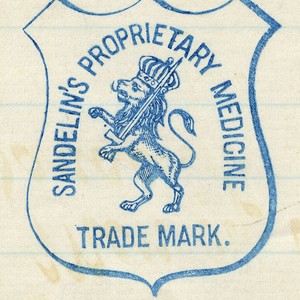 SANDELIN'S PROPRIETARY MEDICINE
TRADE MARK.